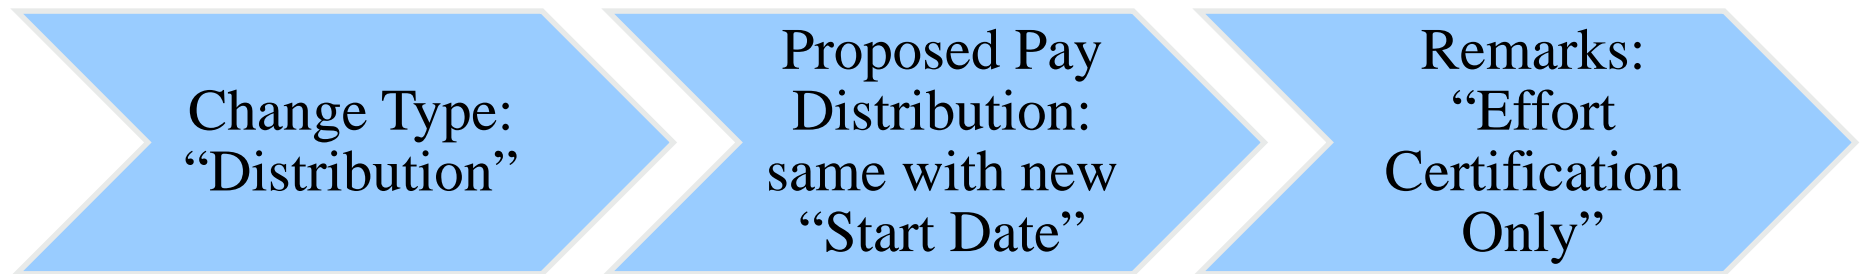 Change Type:
“Distribution”
Proposed Pay
Distribution:
same with new
“Start Date”
Remarks:
“Effort
Certification
Only”